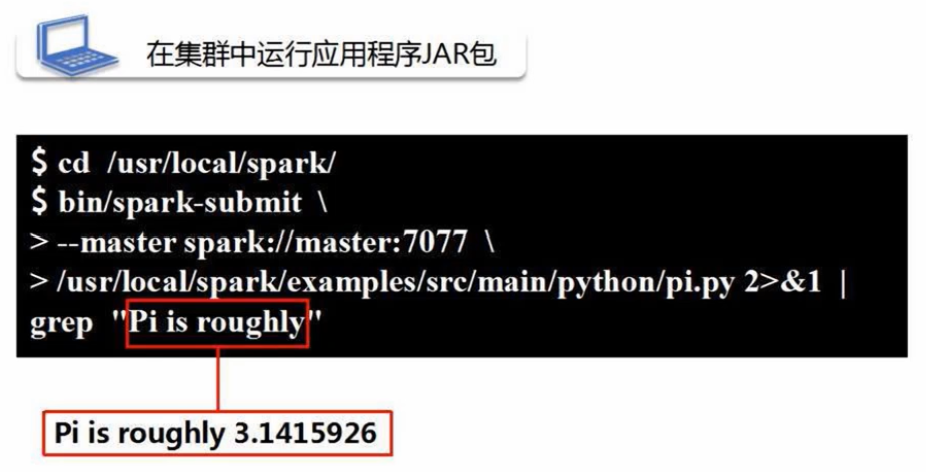 在集群中运行应用程序JAR包
$ cd /usr/local/spark/
$ bin/spark-submit \
> --master spark://master:7077 \
> /usr/local/spark/examples/src/main/python/pi.py 2>&1 |
grep "Pi is roughly"
Pi is roughly 3.1415926